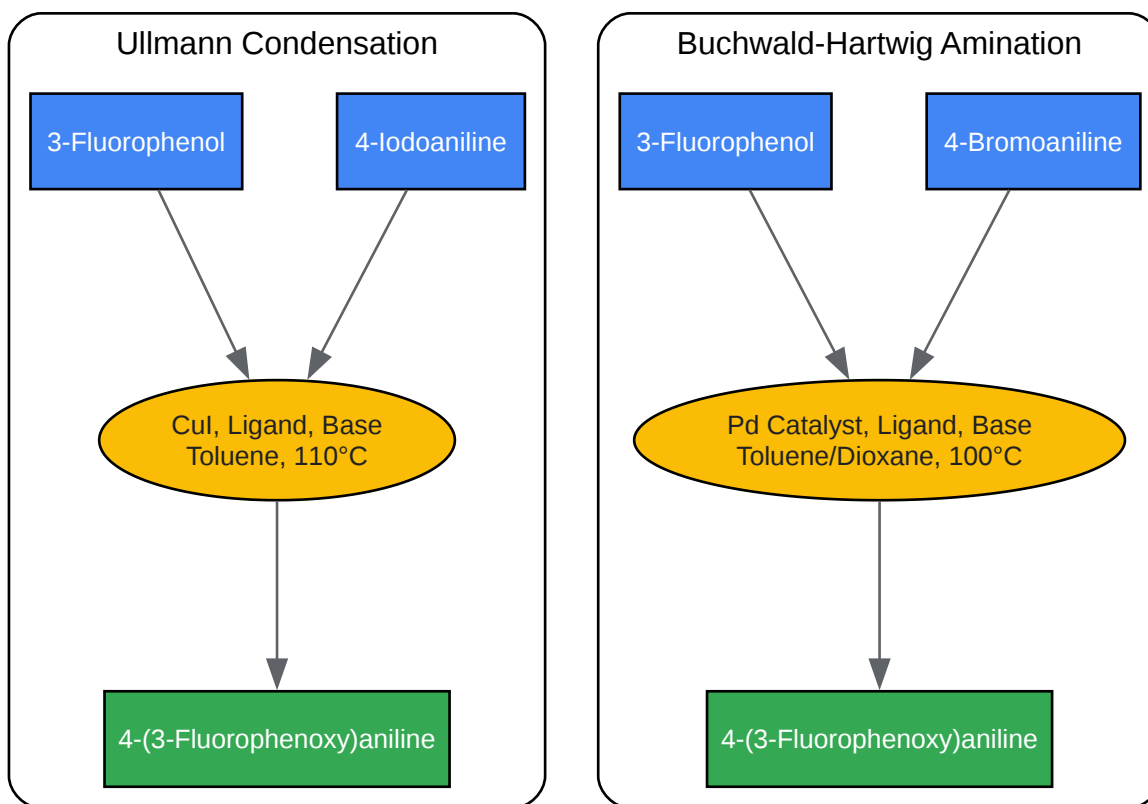 Ullmann Condensation
3-Fluorophenol
4-Iodoaniline
CuI, Ligand, Base
Toluene, 110°C
4-(3-Fluorophenoxy)aniline
Buchwald-Hartwig Amination
3-Fluorophenol
4-Bromoaniline
Pd Catalyst, Ligand, Base
Toluene/Dioxane, 100°C
4-(3-Fluorophenoxy)aniline